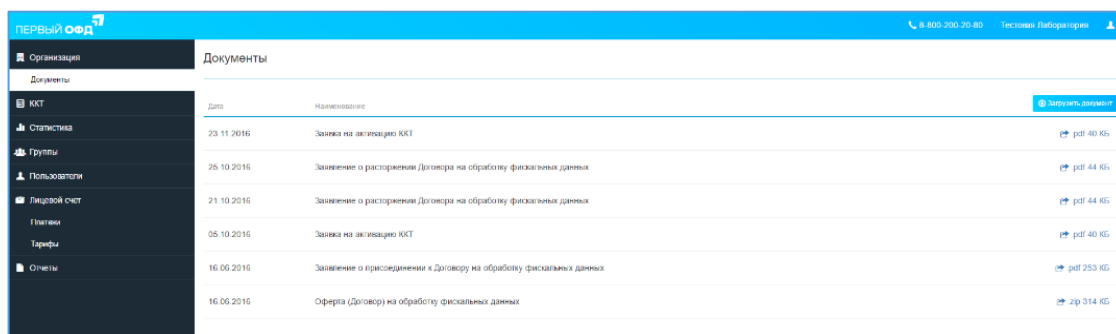 ПЕРВЫЙ ОФД
8-800-200-20-80 Тестовая Лаборатория
Организация
Документы
ККТ
Статистика
Группы
Пользователи
Лицевой счет
Платежи
Тарифы
Отчеты
Документы
Дата Наименование Загрузить документ
23.11.2016 Заявка на активацию ККТ .pdf 40 КБ
25.10.2016 Заявление о расторжении Договора на обработку фискальных данных .pdf 44 КБ
21.10.2016 Заявление о расторжении Договора на обработку фискальных данных .pdf 44 КБ
05.10.2016 Заявка на активацию ККТ .pdf 40 КБ
16.06.2016 Заявление о присоединении к Договору на обработку фискальных данных .pdf 253 КБ
16.06.2016 Оферта (Договор) на обработку фискальных данных .zip 314 КБ